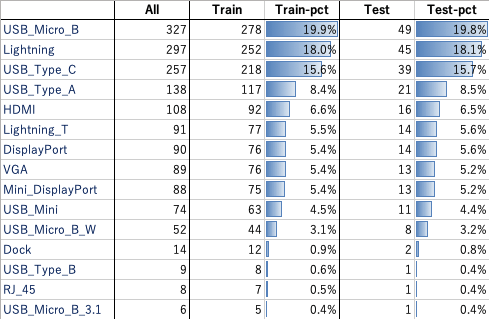 All Train Train-pct Test Test-pct
USB_Micro_B 327 278 19.9% 49 19.8%
Lightning 297 252 18.0% 45 18.1%
USB_Type_C 257 218 15.6% 39 15.7%
USB_Type_A 138 117 8.4% 21 8.5%
HDMI 108 92 6.6% 16 6.5%
Lightning_T 91 77 5.5% 14 5.6%
DisplayPort 90 76 5.4% 14 5.6%
VGA 89 76 5.4% 13 5.2%
Mini_DisplayPort 88 75 5.4% 13 5.2%
USB_Mini 74 63 4.5% 11 4.4%
USB_Micro_B_W 52 44 3.1% 8 3.2%
Dock 14 12 0.9% 2 0.8%
USB_Type_B 9 8 0.6% 1 0.4%
RJ_45 8 7 0.5% 1 0.4%
USB_Micro_B_3.1 6 5 0.4% 1 0.4%